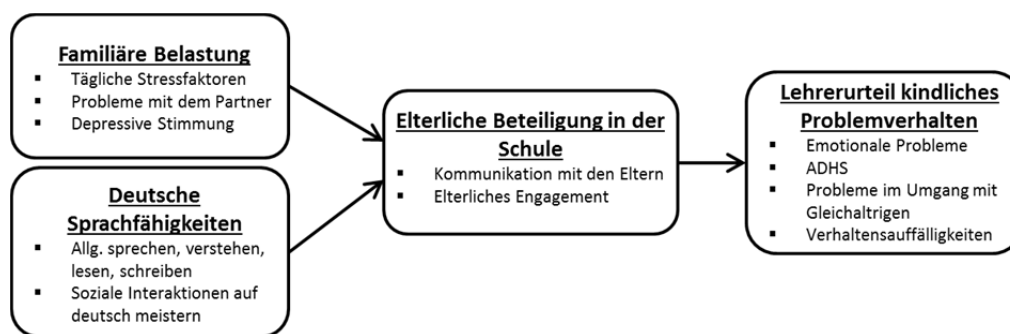 Familiäre Belastung
▪ Tägliche Stressfaktoren
▪ Probleme mit dem Partner
▪ Depressive Stimmung
Deutsche
Sprachfähigkeiten
▪ Allg. sprechen, verstehen,
lesen, schreiben
▪ Soziale Interaktionen auf
deutsch meistern
Elterliche Beteiligung in der
Schule
▪ Kommunikation mit den Eltern
▪ Elterliches Engagement
Lehrerurteil kindliches
Problemverhalten
▪ Emotionale Probleme
▪ ADHS
▪ Probleme im Umgang mit
Gleichaltrigen
▪ Verhaltensauffälligkeiten